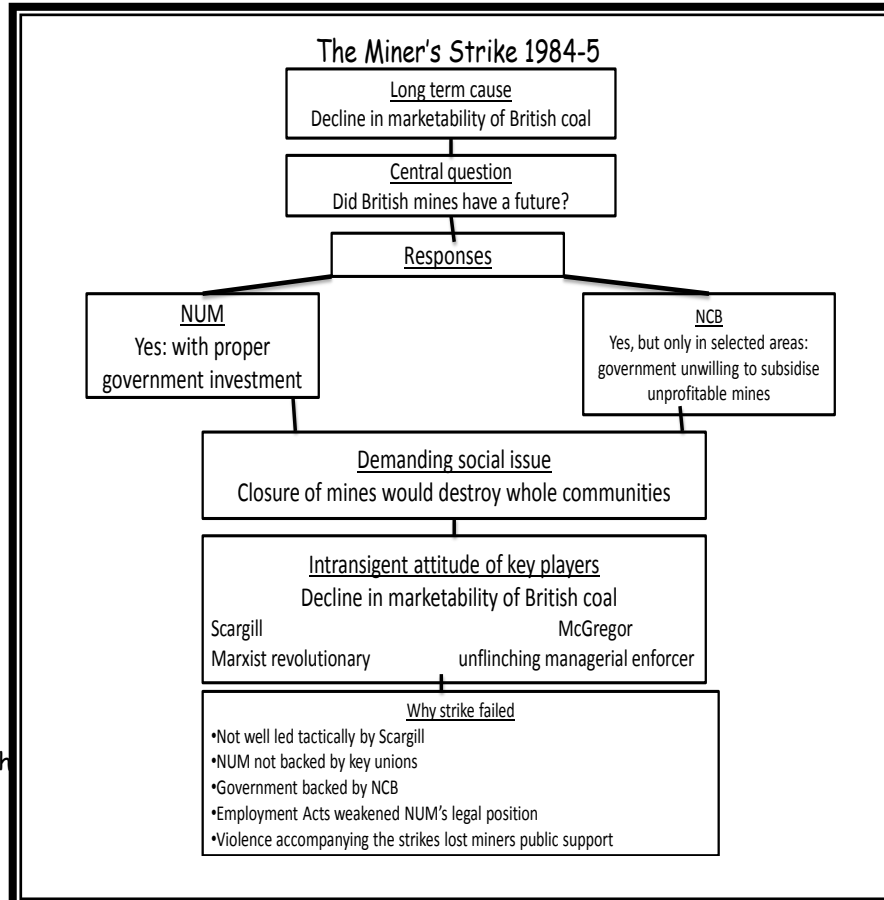 The Miner's Strike 1984-5
Long term cause
Decline in marketability of British coal
Central question
Did British mines have a future?
Responses
NUM
Yes: with proper
government investment
NCB
Yes, but only in selected areas:
government unwilling to subsidise
unprofitable mines
Demanding social issue
Closure of mines would destroy whole communities
Intransigent attitude of key players
Decline in marketability of British coal
Scargill McGregor
Marxist revolutionary unflinching managerial enforcer
Why strike failed
•Not well led tactically by Scargill
•NUM not backed by key unions
•Government backed by NCB
•Employment Acts weakened NUM's legal position
•Violence accompanying the strikes lost miners public support